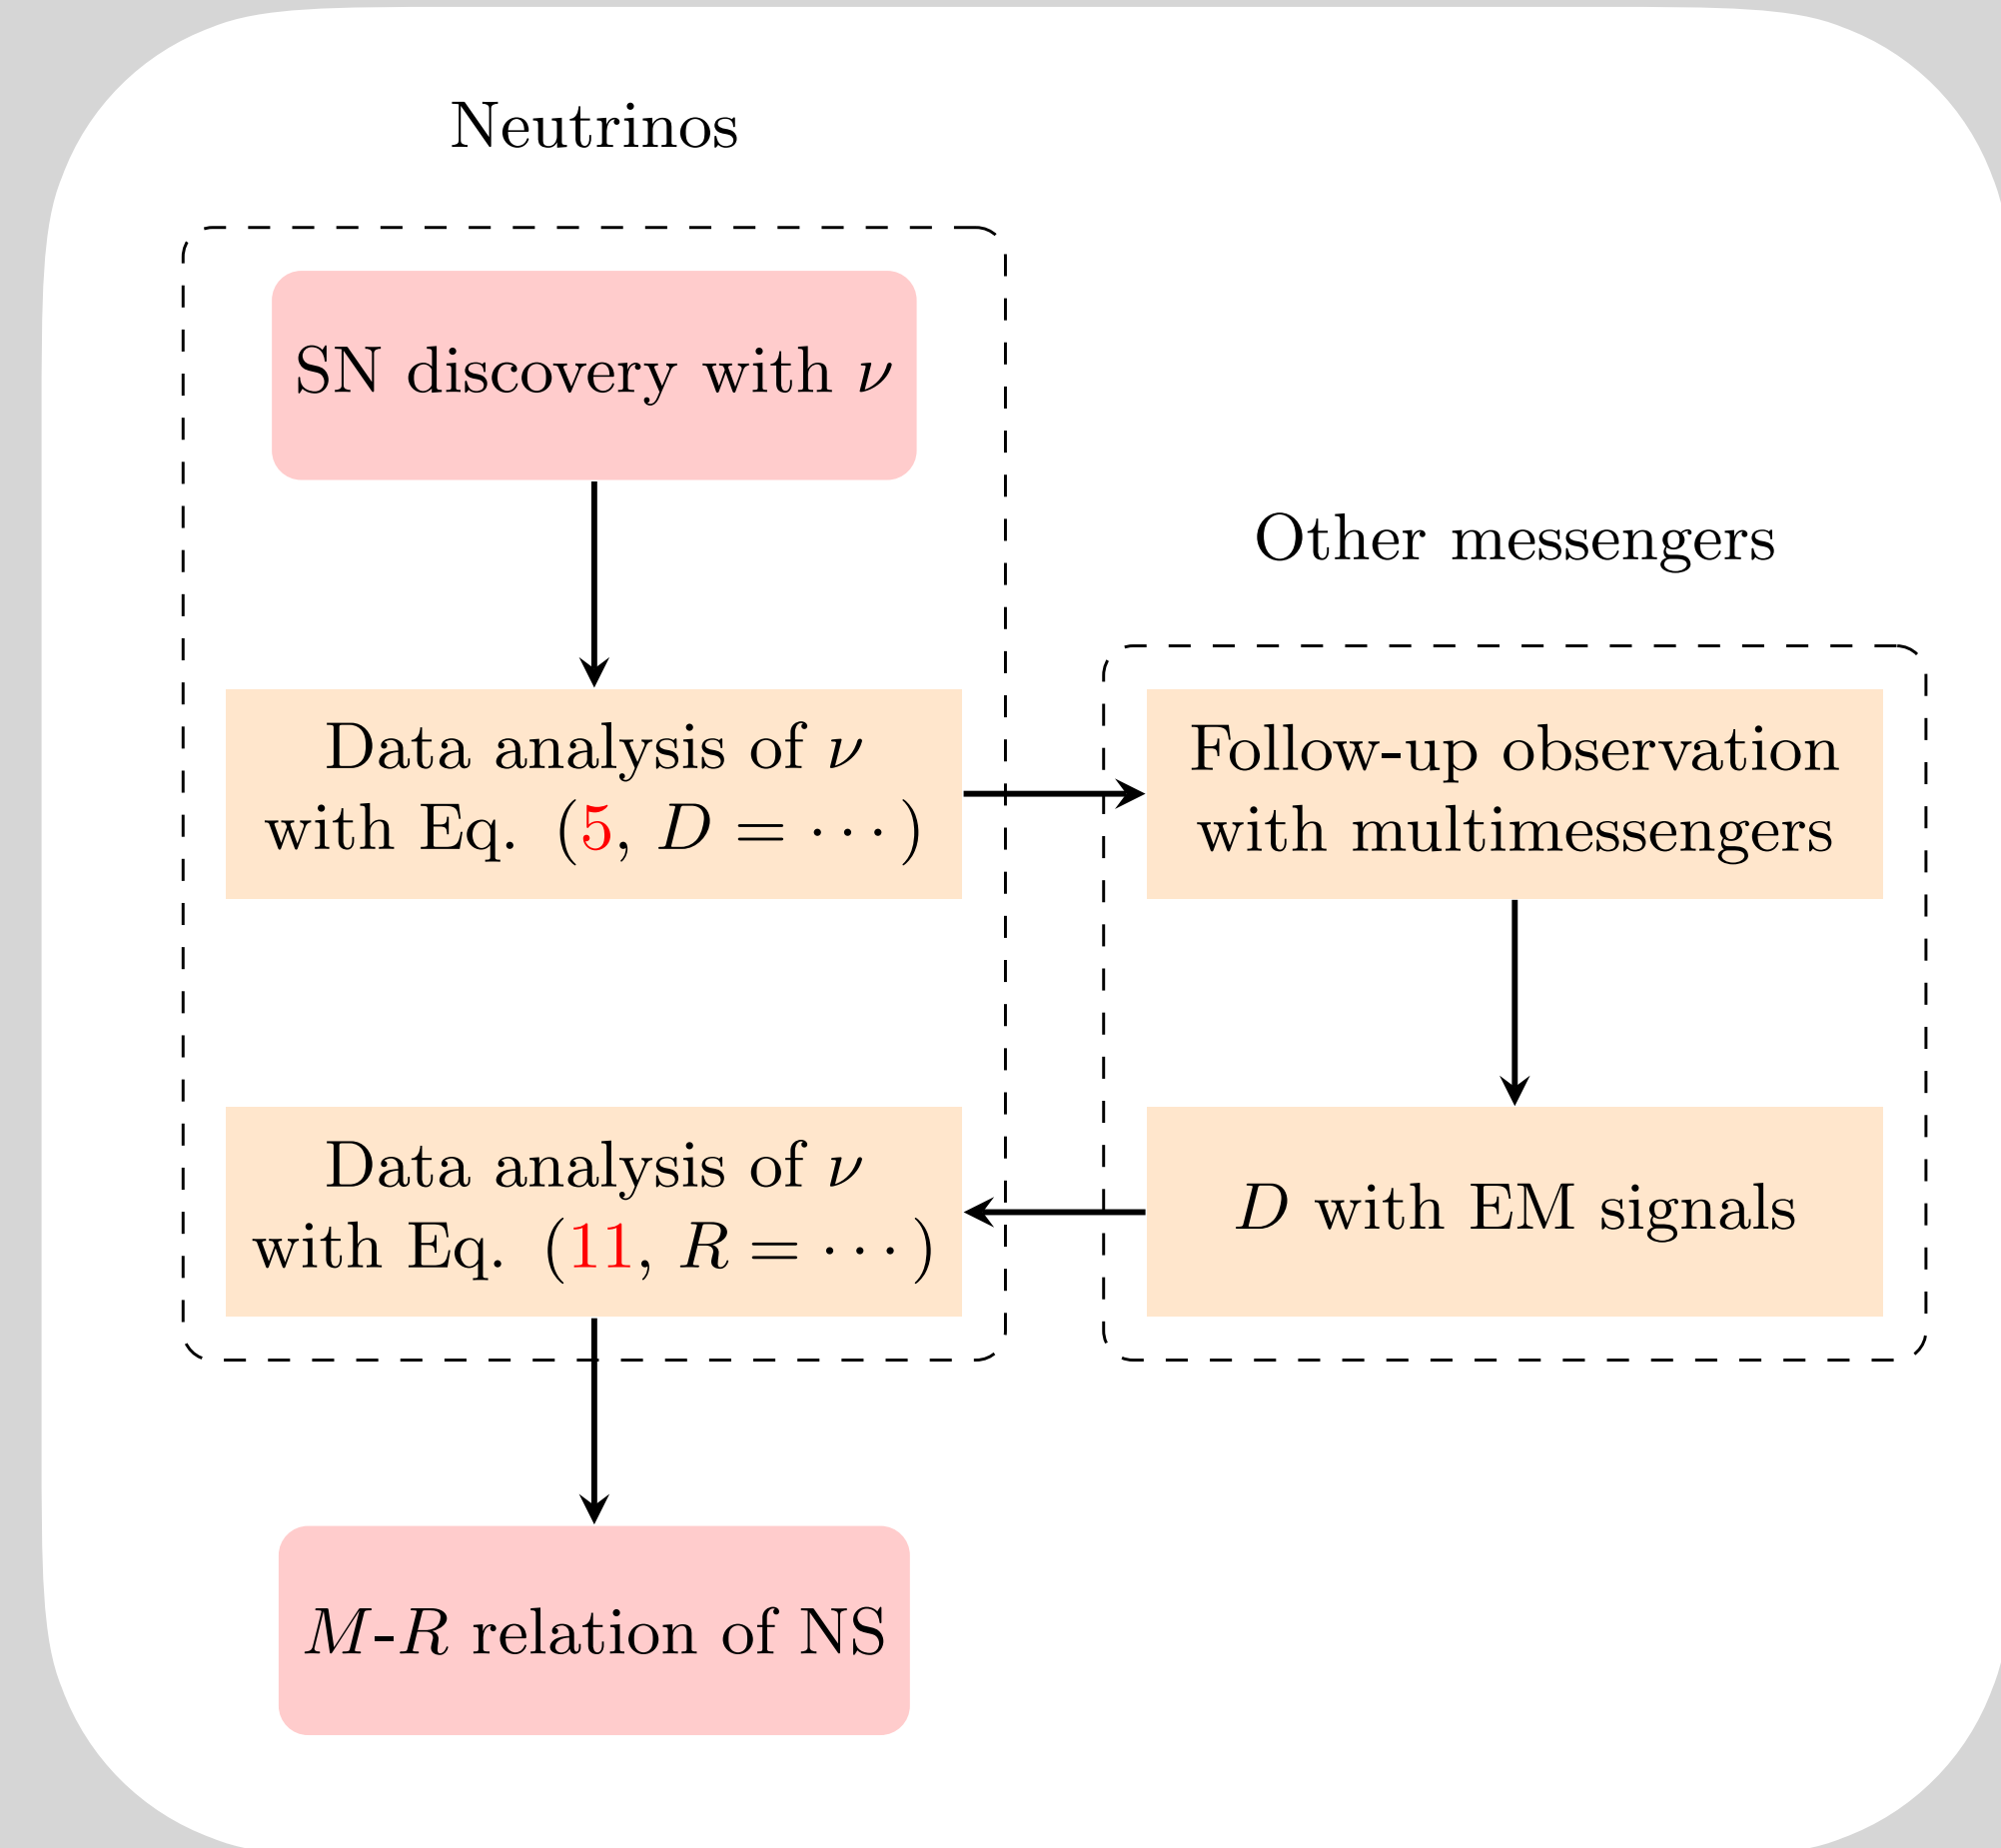 Neutrinos
SN discovery with ν
Other messengers
Data analysis of ν
with Eq. (5, D = ⋯)
Follow-up observation
with multimessengers
Data analysis of ν
with Eq. (11, R = ⋯)
D with EM signals
M-R relation of NS